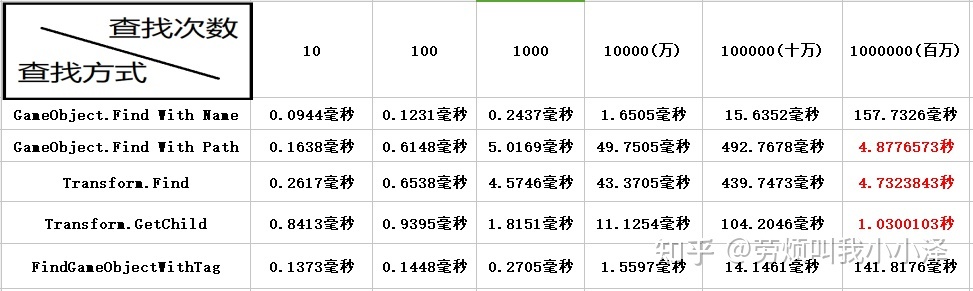 查找次数
查找方式
10 100 1000 10000(万) 100000(十万) 1000000(百万)
GameObject.Find With Name 0.0944毫秒 0.1231毫秒 0.2437毫秒 1.6505毫秒 15.6352毫秒 157.7326毫秒
GameObject.Find With Path 0.1638毫秒 0.6148毫秒 5.0169毫秒 49.7505毫秒 492.7678毫秒 4.8776573秒
Transform.Find 0.2617毫秒 0.6538毫秒 4.5746毫秒 43.3705毫秒 439.7473毫秒 4.7323843秒
Transform.GetChild 0.8413毫秒 0.9395毫秒 1.8151毫秒 11.1254毫秒 104.2046毫秒 1.0300103秒
FindGameObjectWithTag 0.1373毫秒 0.1448毫秒 0.2705毫秒 1.5597毫秒 14.1461毫秒 141.8176毫秒
知乎 @劳烦叫我小小泽